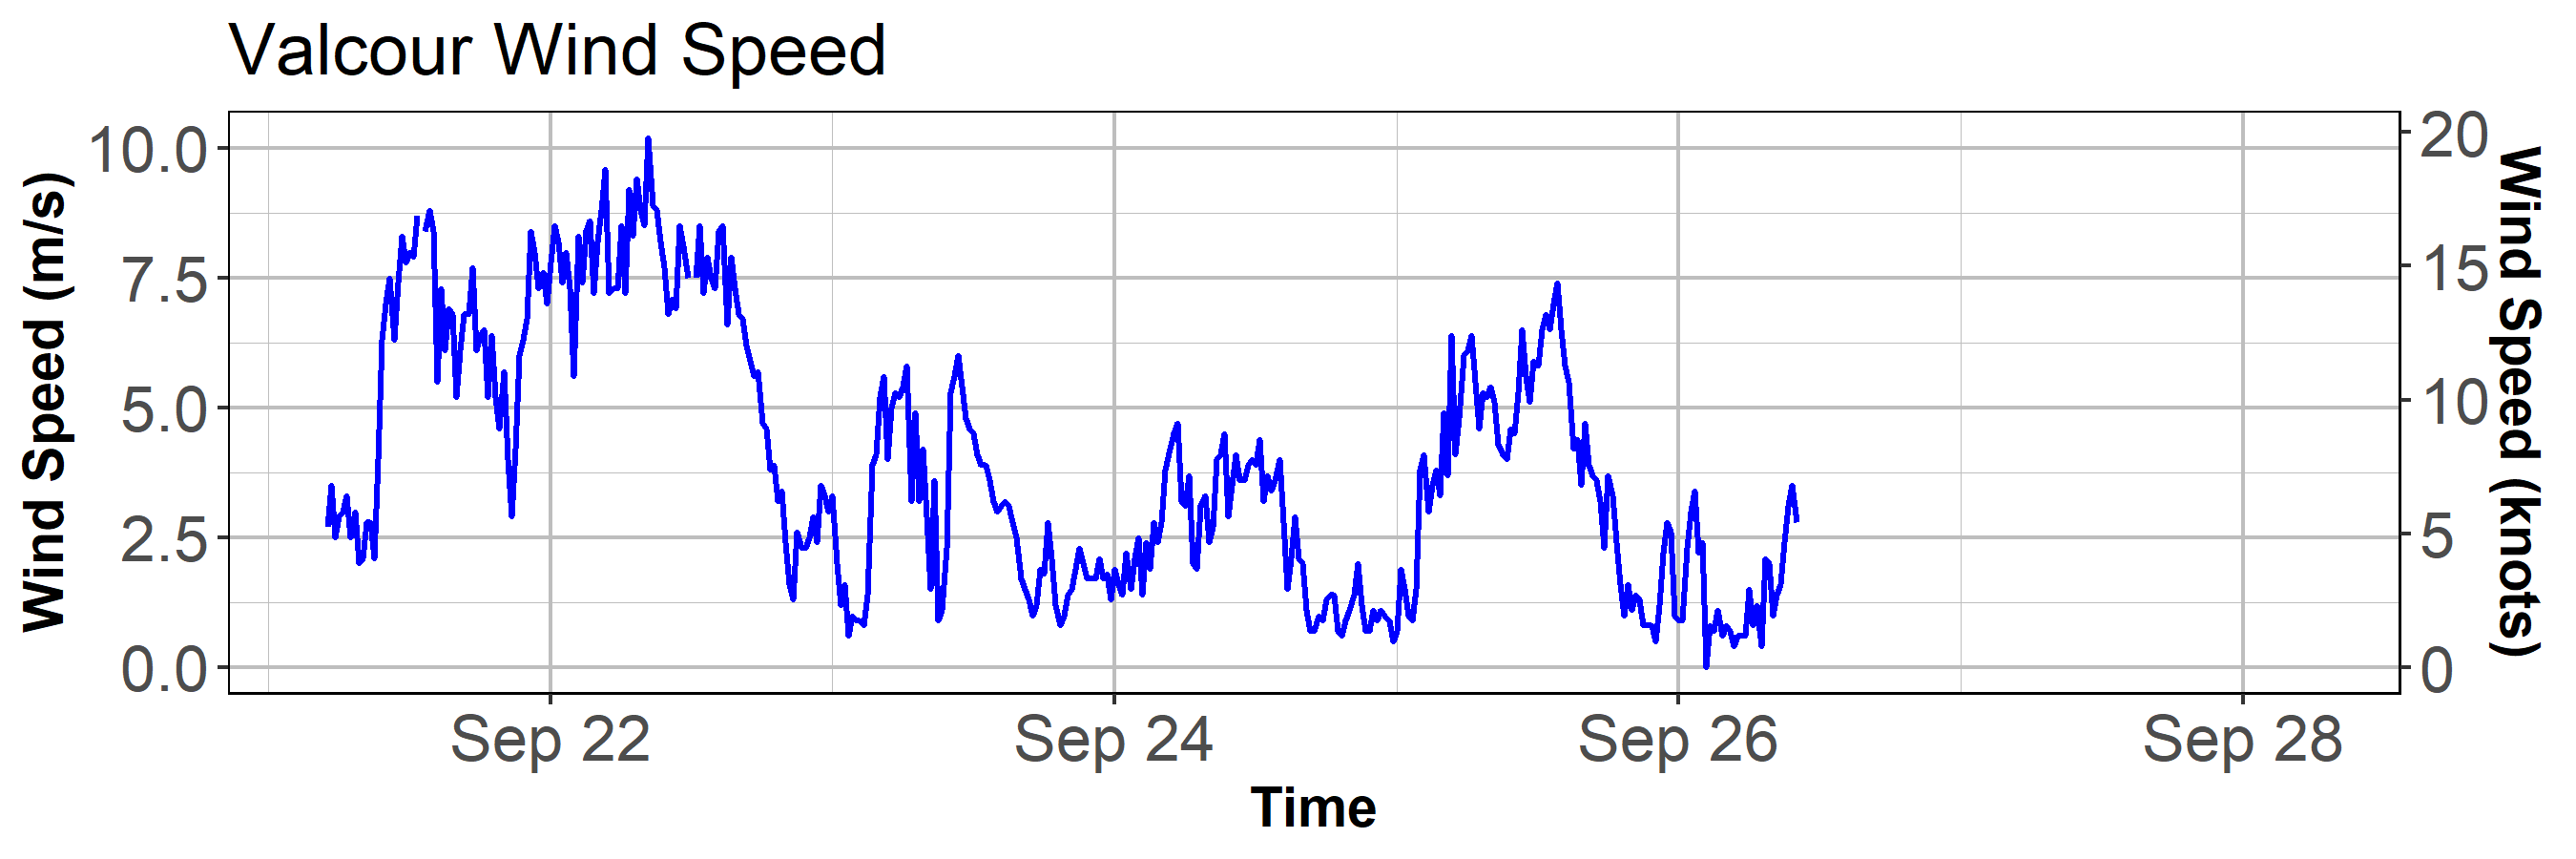 Valcour Wind Speed
Wind Speed (m/s)
10.0
7.5
5.0
2.5
0.0
20
15
10
5
0
Wind Speed (knots)
Sep 22
Sep 24
Sep 26
Sep 28
Time